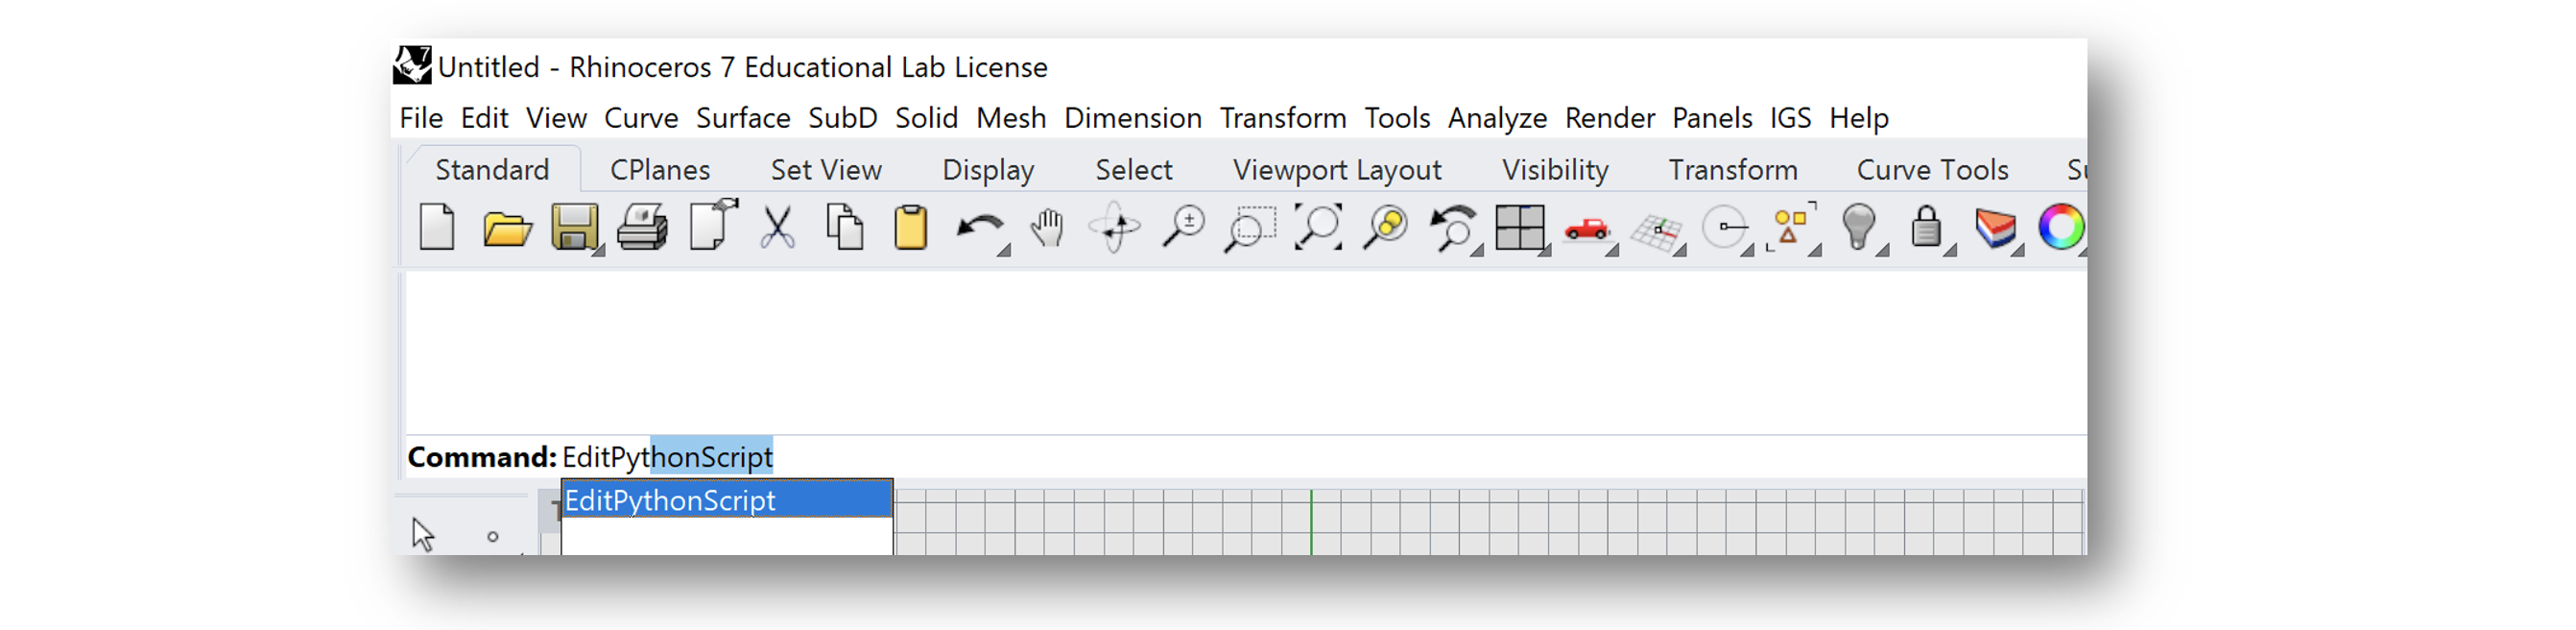 7
Untitled - Rhinoceros 7 Educational Lab License
File Edit View Curve Surface SubD Solid Mesh Dimension Transform Tools Analyze Render Panels IGS Help
Standard CPlanes Set View Display Select Viewport Layout Visibility Transform Curve Tools
Command: EditPythonScript
EditPythonScript